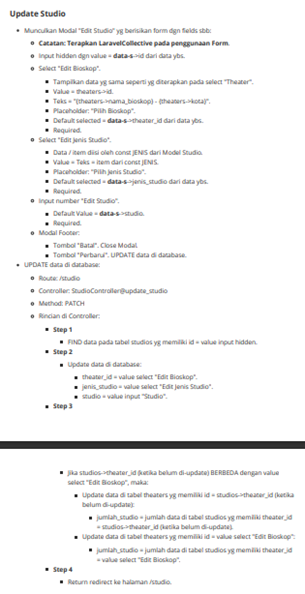 Update Studio
Munculkan Modal "Edit Studio" yg berisikan form dgn fields sbb:
Catatan: Terapkan LaravelCollective pada penggunaan Form.
Input hidden dgn value = data-s->id dari data ybs.
Select "Edit Bioskop".
Tampilkan data yg sama seperti yg diterapkan pada select "Theater".
Value = theaters->id.
Teks = "(theaters->nama_bioskop) - (theaters->kota)".
Placeholder: "Pilih Bioskop".
Default selected = data-s->theater_id dari data ybs.
Required.
Select "Edit Jenis Studio".
Data / item diisi oleh const JENIS dari Model Studio.
Value = Teks = item dari const JENIS.
Placeholder: "Pilih Jenis Studio".
Default selected = data-s->jenis_studio dari data ybs.
Required.
Input number "Edit Studio".
Default Value = data-s->studio.
Required.
Modal Footer:
Tombol "Batal". Close Modal.
Tombol "Perbarui". UPDATE data di database.
UPDATE data di database:
Route: /studio
Controller: StudioController@update_studio
Method: PATCH
Rincian di Controller:
Step 1
FIND data pada tabel studios yg memiliki id = value input hidden.
Step 2
Update data di database:
theater_id = value select "Edit Bioskop".
jenis_studio = value select "Edit Jenis Studio".
studio = value input "Studio".
Step 3
Jika studios->theater_id (ketika belum di-update) BERBEDA dengan value
select "Edit Bioskop", maka:
Update data di tabel theaters yg memiliki id = studios->theater_id (ketika
belum di-update):
jumlah_studio = jumlah data di tabel studios yg memiliki theater_id
= studios->theater_id (ketika belum di-update).
Update data di tabel theaters yg memiliki id = value select "Edit Bioskop":
jumlah_studio = jumlah data di tabel studios yg memiliki theater_id
= value select "Edit Bioskop".
Step 4
Return redirect ke halaman /studio.